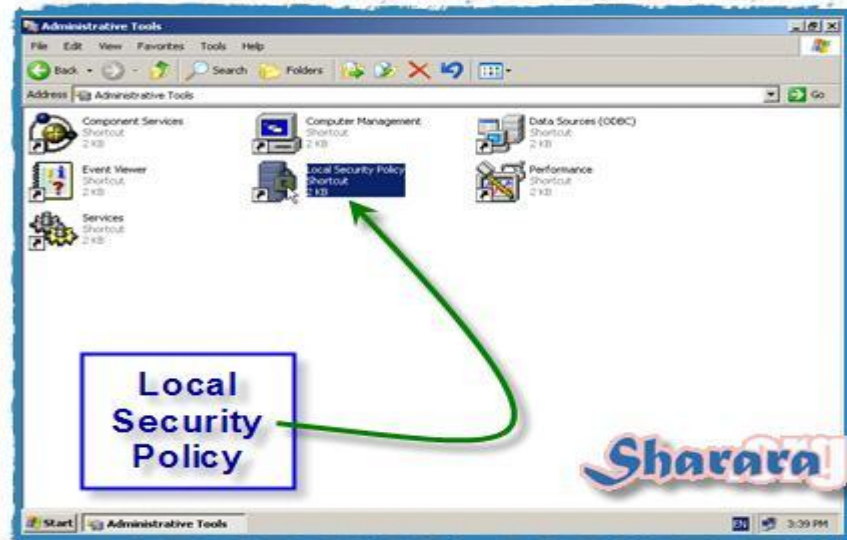 Administrative Tools
File Edit View Favorites Tools Help
Back Search Folders
Address Administrative Tools Go
Component Services
Shortcut
2 KB
Computer Management
Shortcut
2 KB
Data Sources (ODBC)
Shortcut
2 KB
Event Viewer
Shortcut
2 KB
Local Security Policy
Shortcut
2 KB
Performance
Shortcut
2 KB
Services
Shortcut
2 KB
Local
Security
Policy
Sharara
org
Start Administrative Tools EN 3:39 PM